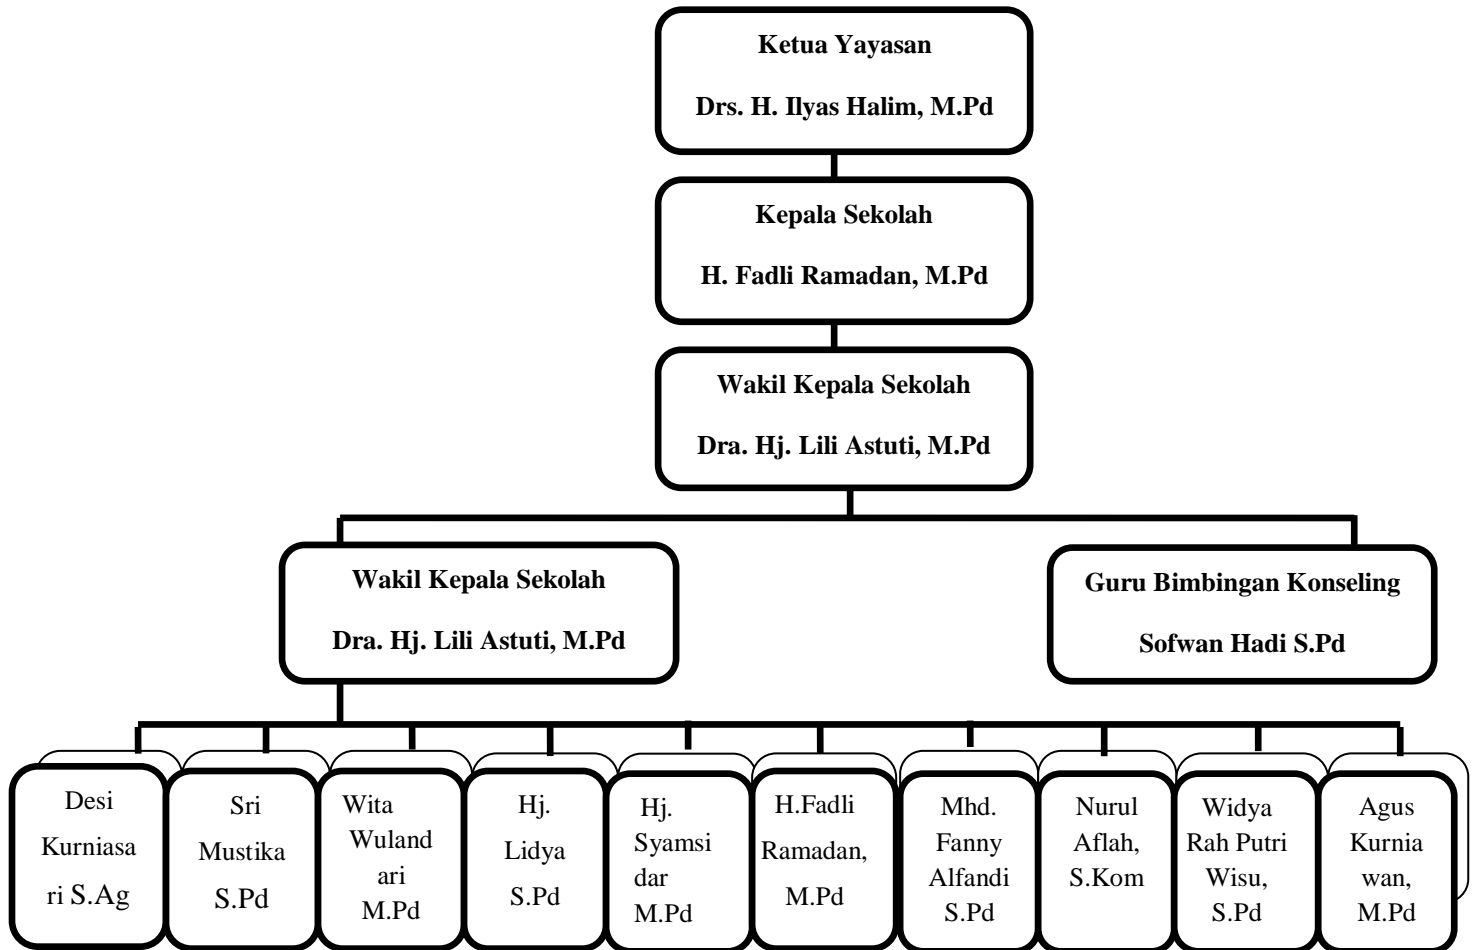 Ketua Yayasan
Drs. H. Ilyas Halim, M.Pd
Kepala Sekolah
H. Fadli Ramadan, M.Pd
Wakil Kepala Sekolah
Dra. Hj. Lili Astuti, M.Pd
Wakil Kepala Sekolah
Dra. Hj. Lili Astuti, M.Pd
Guru Bimbingan Konseling
Sofwan Hadi S.Pd
Desi
Kurniasa
ri S.Ag
Sri
Mustika
S.Pd
Wita
Wuland
ari
M.Pd
Hj.
Lidya
S.Pd
Hj.
Syamsi
dar
M.Pd
H.Fadli
Ramadan,
M.Pd
Mhd.
Fanny
Alfandi
S.Pd
Nurul
Aflah,
S.Kom
Widya
Rah Putri
Wisu,
S.Pd
Agus
Kurnia
wan,
M.Pd